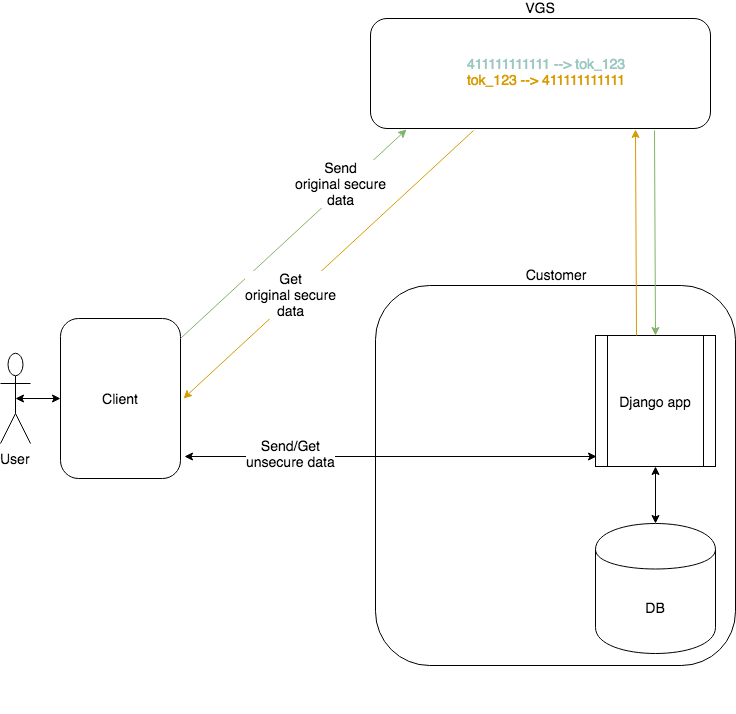 VGS
411111111111 --> tok_123
tok_123 --> 411111111111
Send
original secure
data
Get
original secure
data
Customer
Client
Django app
User
Send/Get
unsecure data
DB